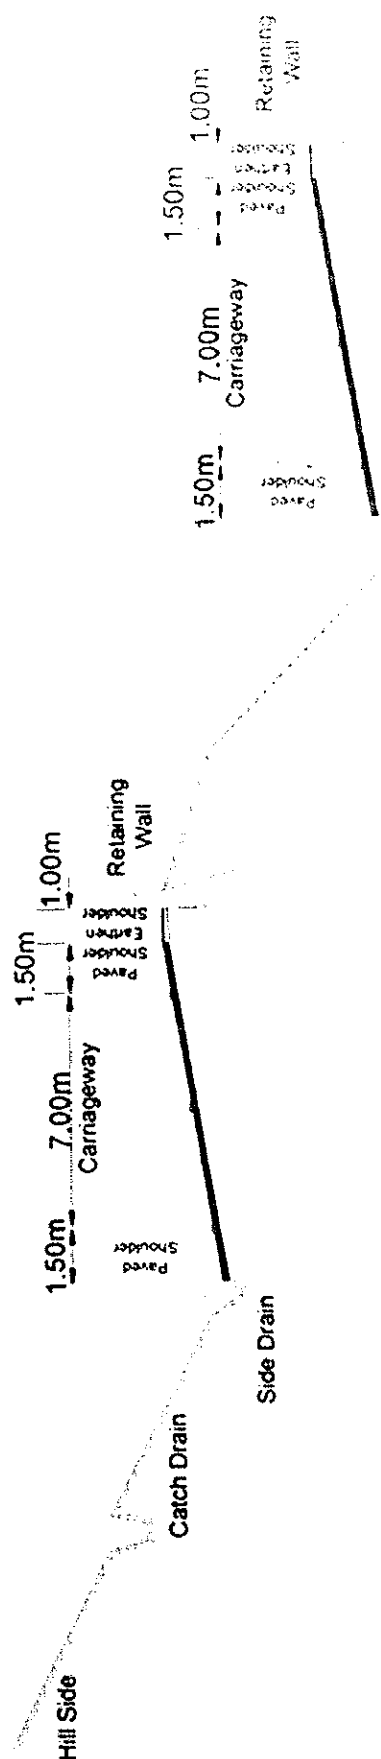 Hill Side
Catch Drain
Side Drain
1.50m
7.00m
1.50m
1.00m
Paved
Shoulder
Carriageway
Paved
Shoulder
Earthen
Shoulder
Retaining
Wall
1.50m
7.00m
1.50m
1.00m
Paved
Shoulder
Carriageway
Paved
Shoulder
Earthen
Shoulder
Retaining
Wall